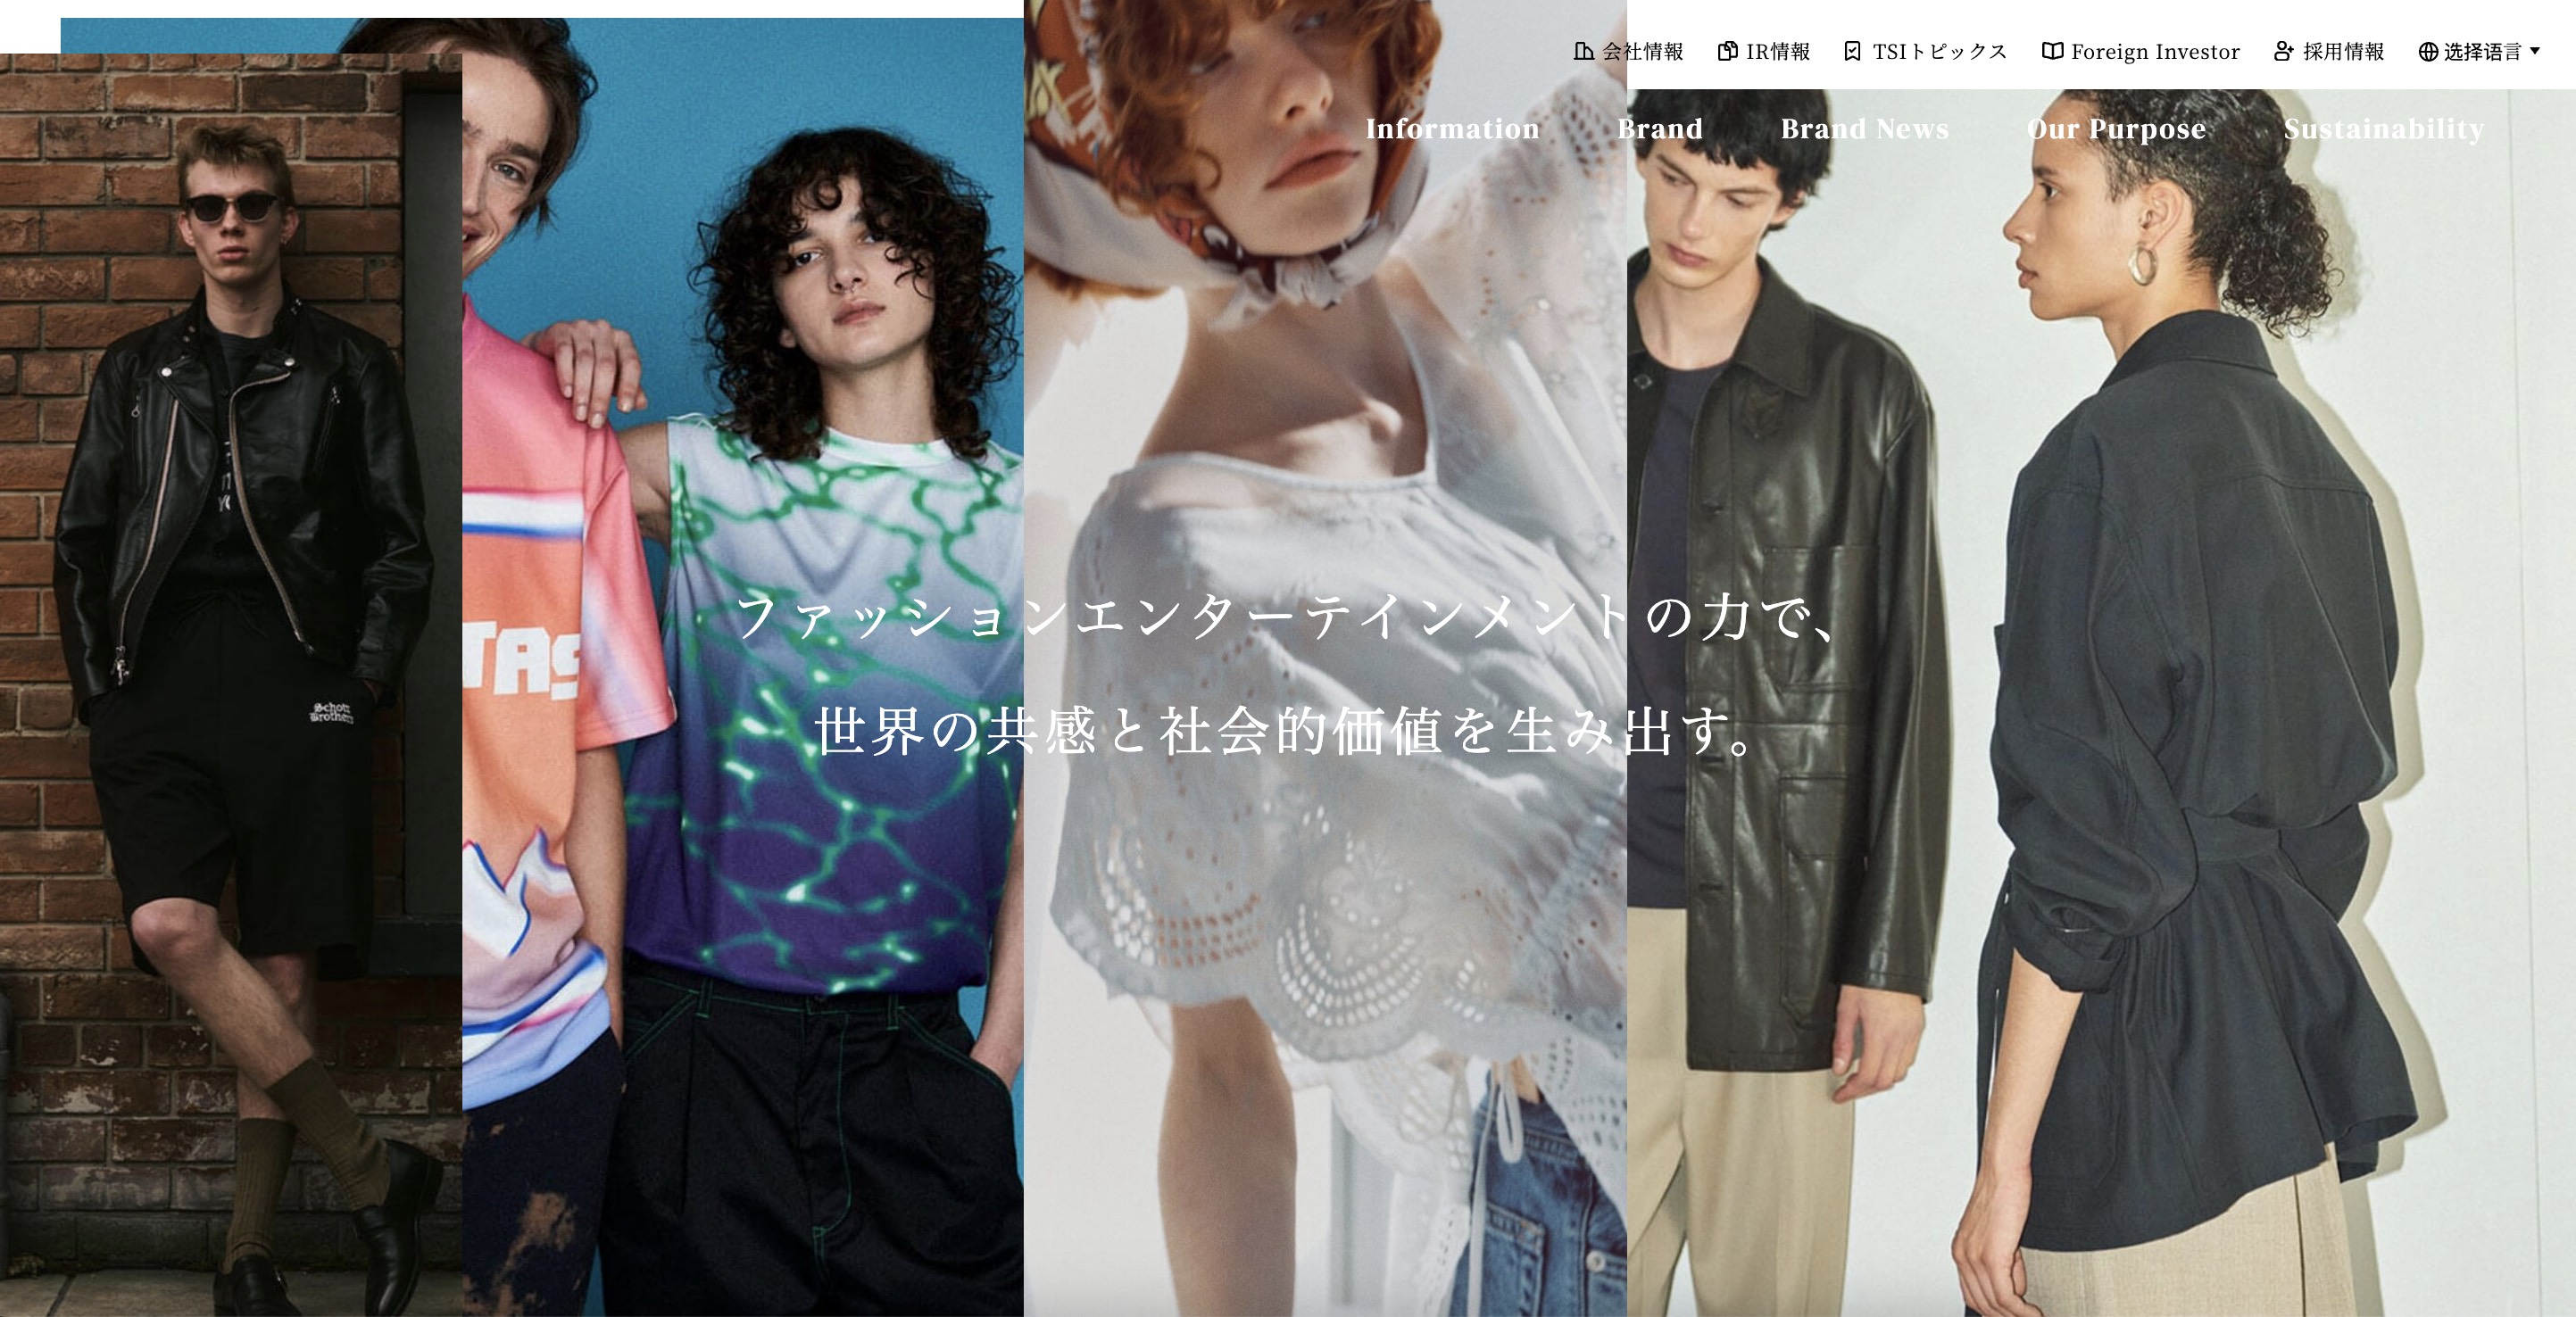 会社情報 IR情報 TSIトピックス Foreign Investor 採用情報 选择语言
Information Brand Brand News Our Purpose Sustainability
ファッションエンターテインメントの力で、
世界の共感と社会的価値を生み出す。
TAS
Schott
Brothers